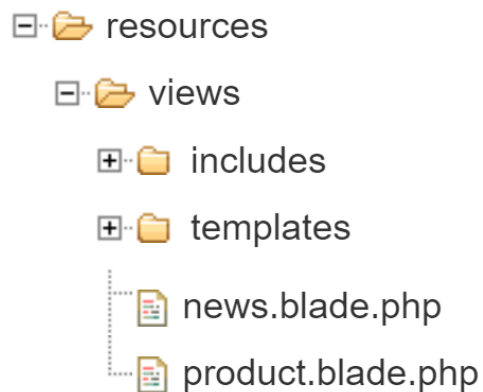 resources
views
includes
templates
news.blade.php
product.blade.php